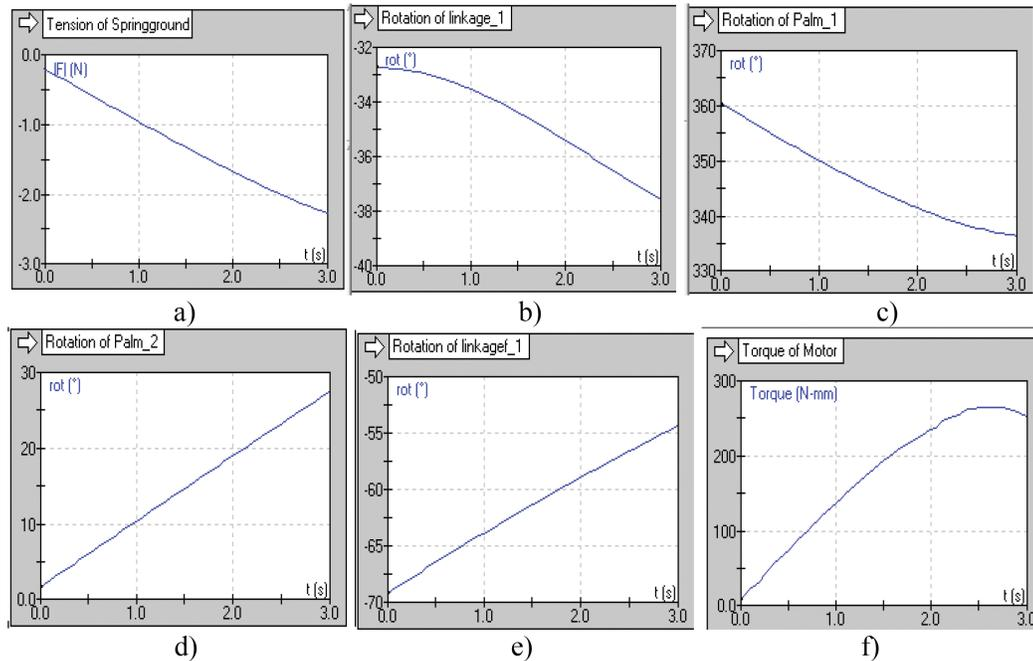 Tension of Springground
|F| (N)
0.0
-1.0
-2.0
-3.0
t (s)
0.0 1.0 2.0 3.0
a)
Rotation of linkage_1
rot (°)
-32
-34
-36
-38
-40
t (s)
0.0 1.0 2.0 3.0
b)
Rotation of Palm_1
rot (°)
370
360
350
340
330
t (s)
0.0 1.0 2.0 3.0
c)
Rotation of Palm_2
rot (°)
30
20
10
0.0
t (s)
0.0 1.0 2.0 3.0
d)
Rotation of linkagef_1
rot (°)
-50
-55
-60
-65
-70
t (s)
0.0 1.0 2.0 3.0
e)
Torque of Motor
Torque (N-mm)
300
200
100
0.0
t (s)
0.0 1.0 2.0 3.0
f)